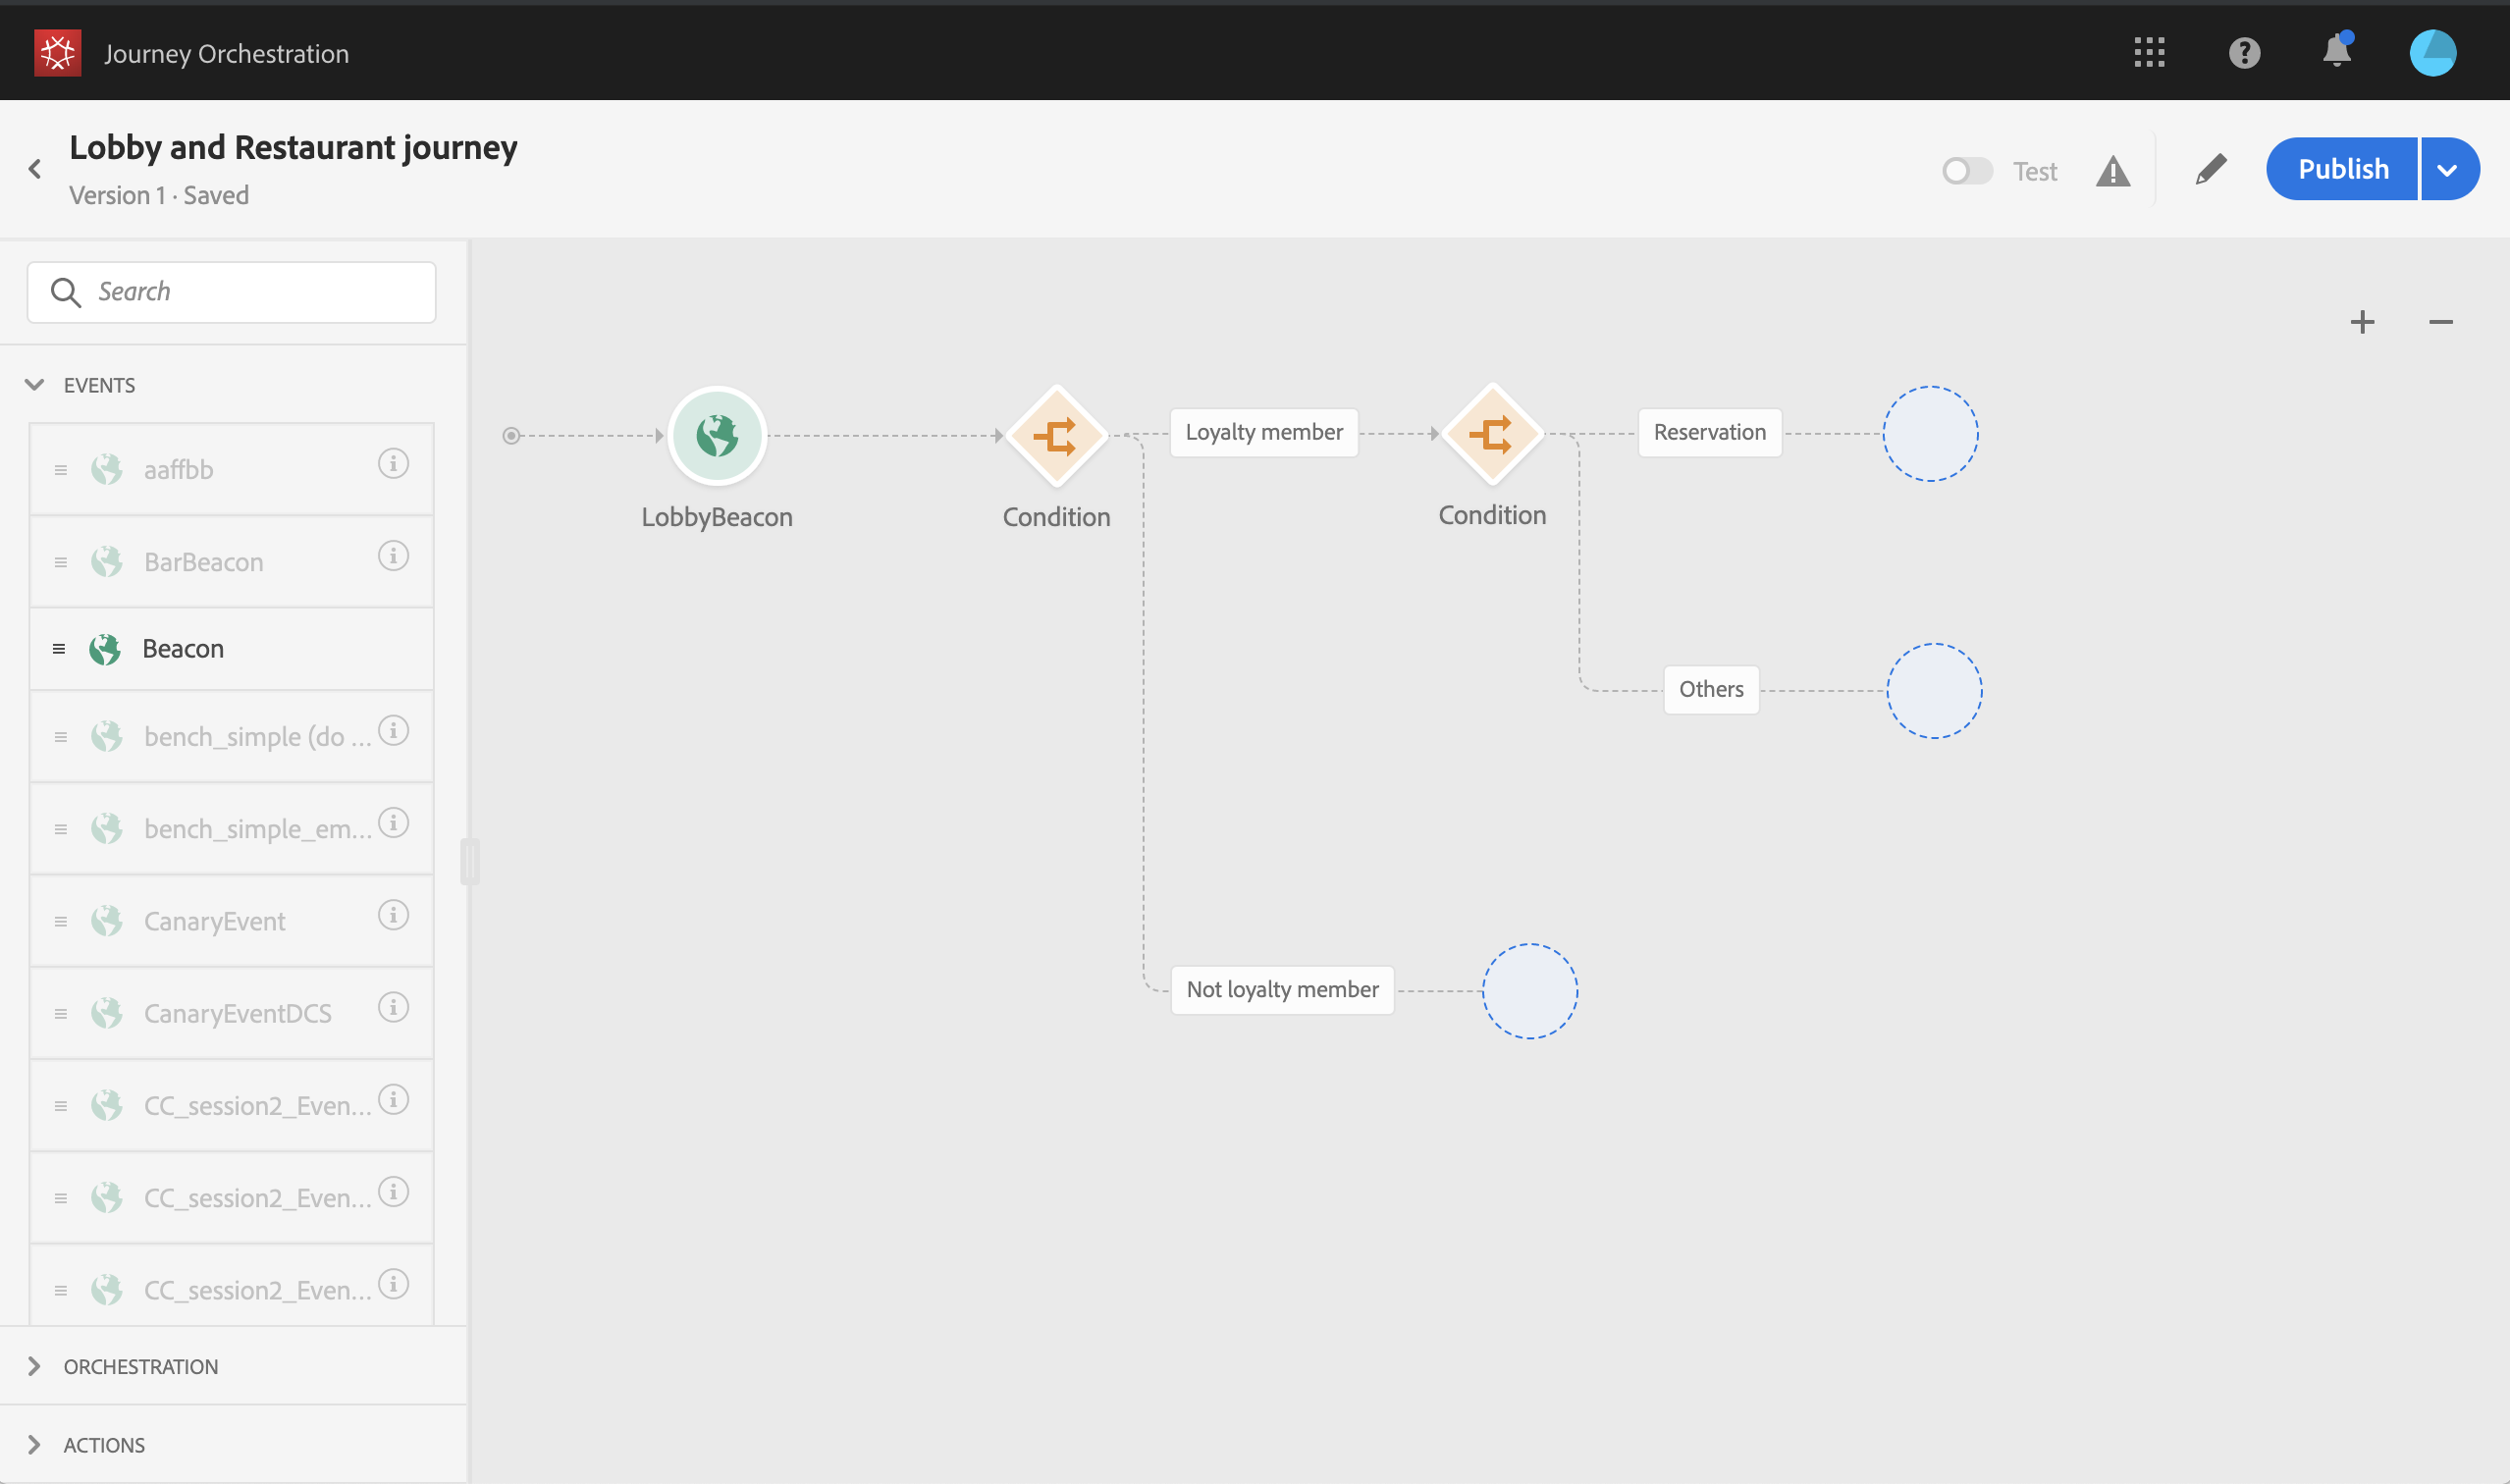 Journey Orchestration
Lobby and Restaurant journey
Version 1 · Saved
Test
Publish
Search
EVENTS
aaffbb
BarBeacon
Beacon
bench_simple (do ...
bench_simple_em...
CanaryEvent
CanaryEventDCS
CC_session2_Even...
CC_session2_Even...
CC_session2_Even...
ORCHESTRATION
ACTIONS
LobbyBeacon
Condition
Loyalty member
Condition
Reservation
Others
Not loyalty member